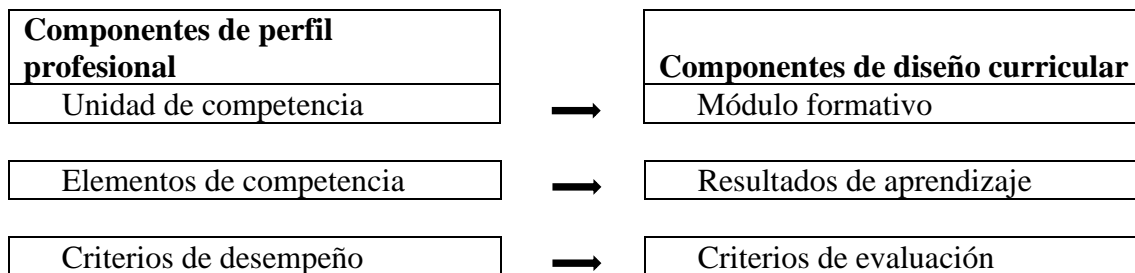 Componentes de perfil
profesional
Componentes de diseño curricular
Unidad de competencia
Módulo formativo
Elementos de competencia
Resultados de aprendizaje
Criterios de desempeño
Criterios de evaluación